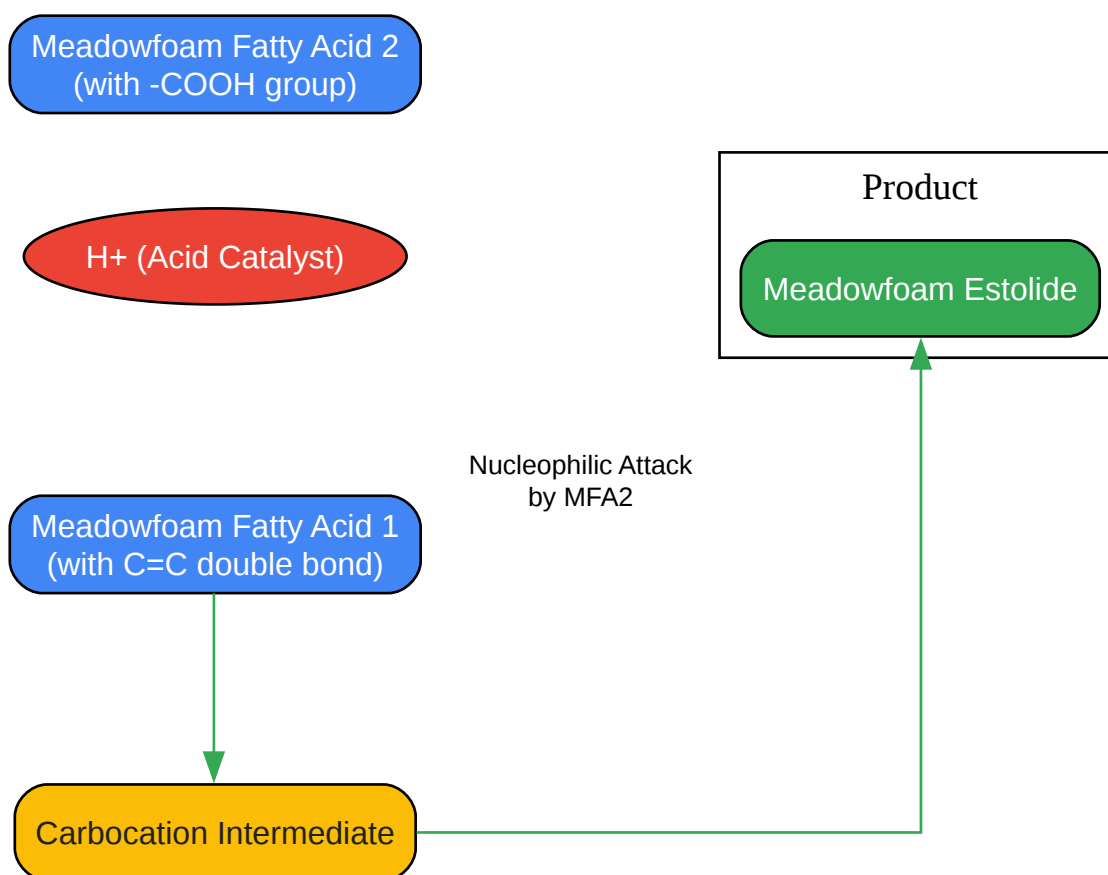 Meadowfoam Fatty Acid 2
(with -COOH group)
Product
H+ (Acid Catalyst)
Meadowfoam Estolide
Nucleophilic Attack
by MFA2
Meadowfoam Fatty Acid 1
(with C=C double bond)
Carbocation Intermediate